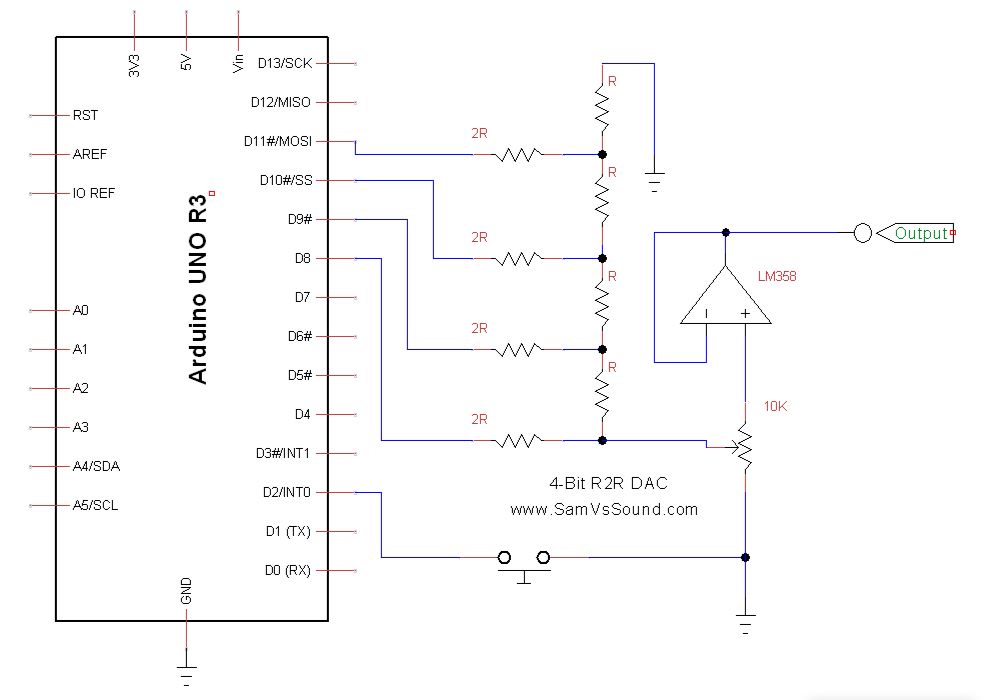 3V3
5V
Vin
D13/SCK
R
D12/MISO
RST
2R
D11#/MOSI
AREF
R
D10#/SS
IO REF
Arduino UNO R3
D9#
2R
Output
D8
R
LM358
D7
A0
- +
2R
D6#
A1
R
D5#
A2
10K
D4
2R
A3
D3#/INT1
A4/SDA
4-Bit R2R DAC
D2/INT0
A5/SCL
www.SamVsSound.com
D1 (TX)
D0 (RX)
GND